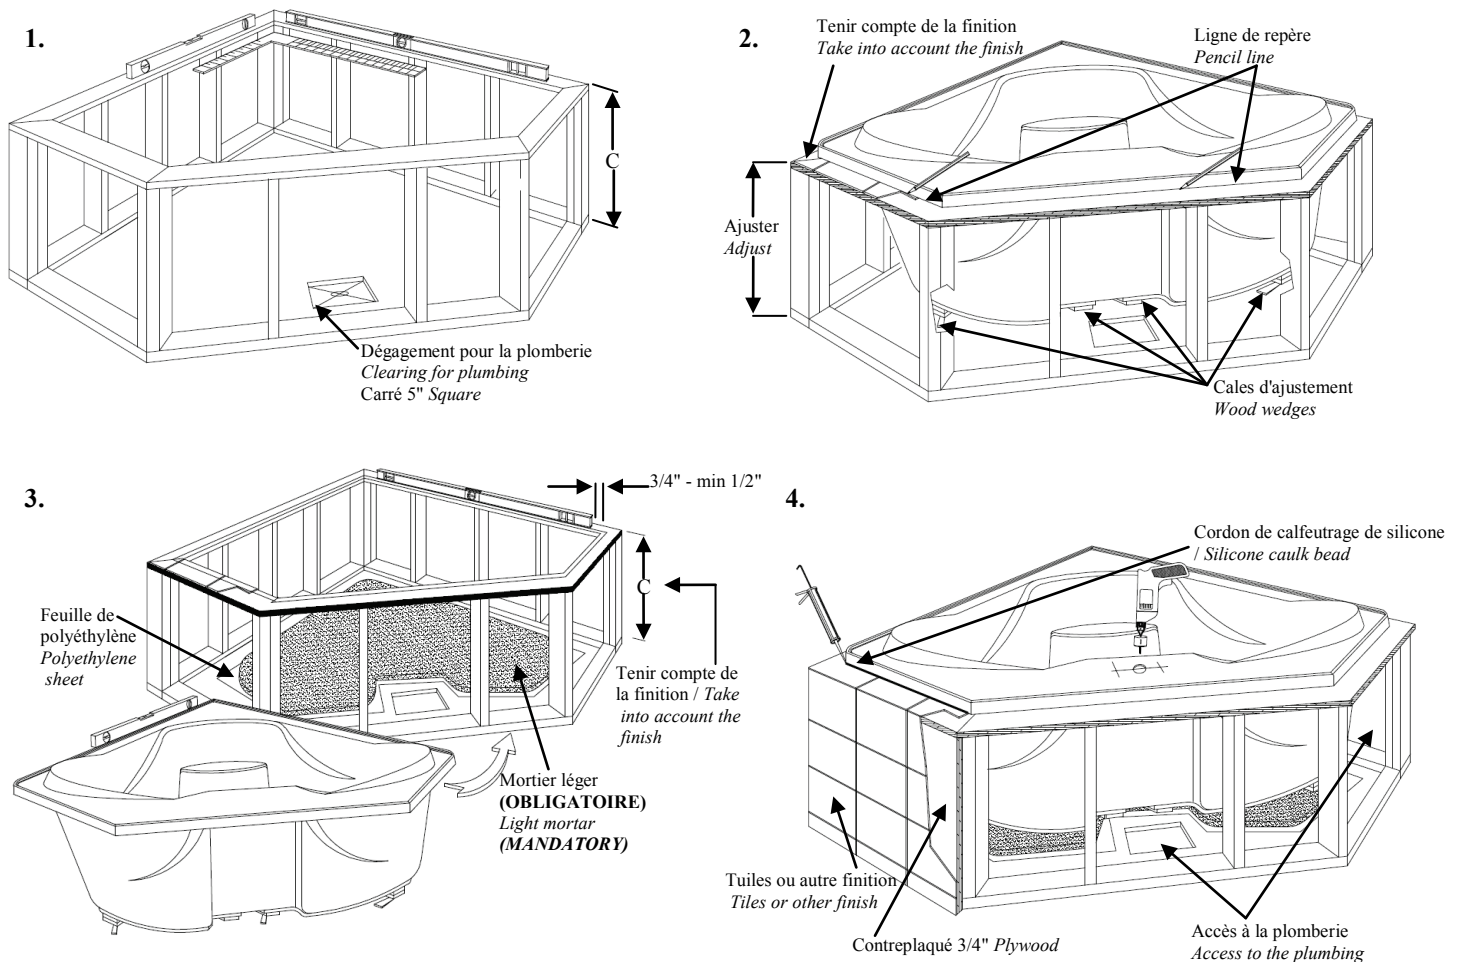 1.
C
Dégagement pour la plomberie
Clearing for plumbing
Carré 5" Square
2.
Tenir compte de la finition
Take into account the finish
Ligne de repère
Pencil line
Ajuster
Adjust
Cales d'ajustement
Wood wedges
3.
3/4" - min 1/2"
C
Feuille de
polyéthylène
Polyethylene
sheet
Tenir compte de
la finition / Take
into account the
finish
Mortier léger
(OBLIGATOIRE)
Light mortar
(MANDATORY)
4.
Cordon de calfeutrage de silicone
/ Silicone caulk bead
Tuiles ou autre finition
Tiles or other finish
Contreplaqué 3/4" Plywood
Accès à la plomberie
Access to the plumbing